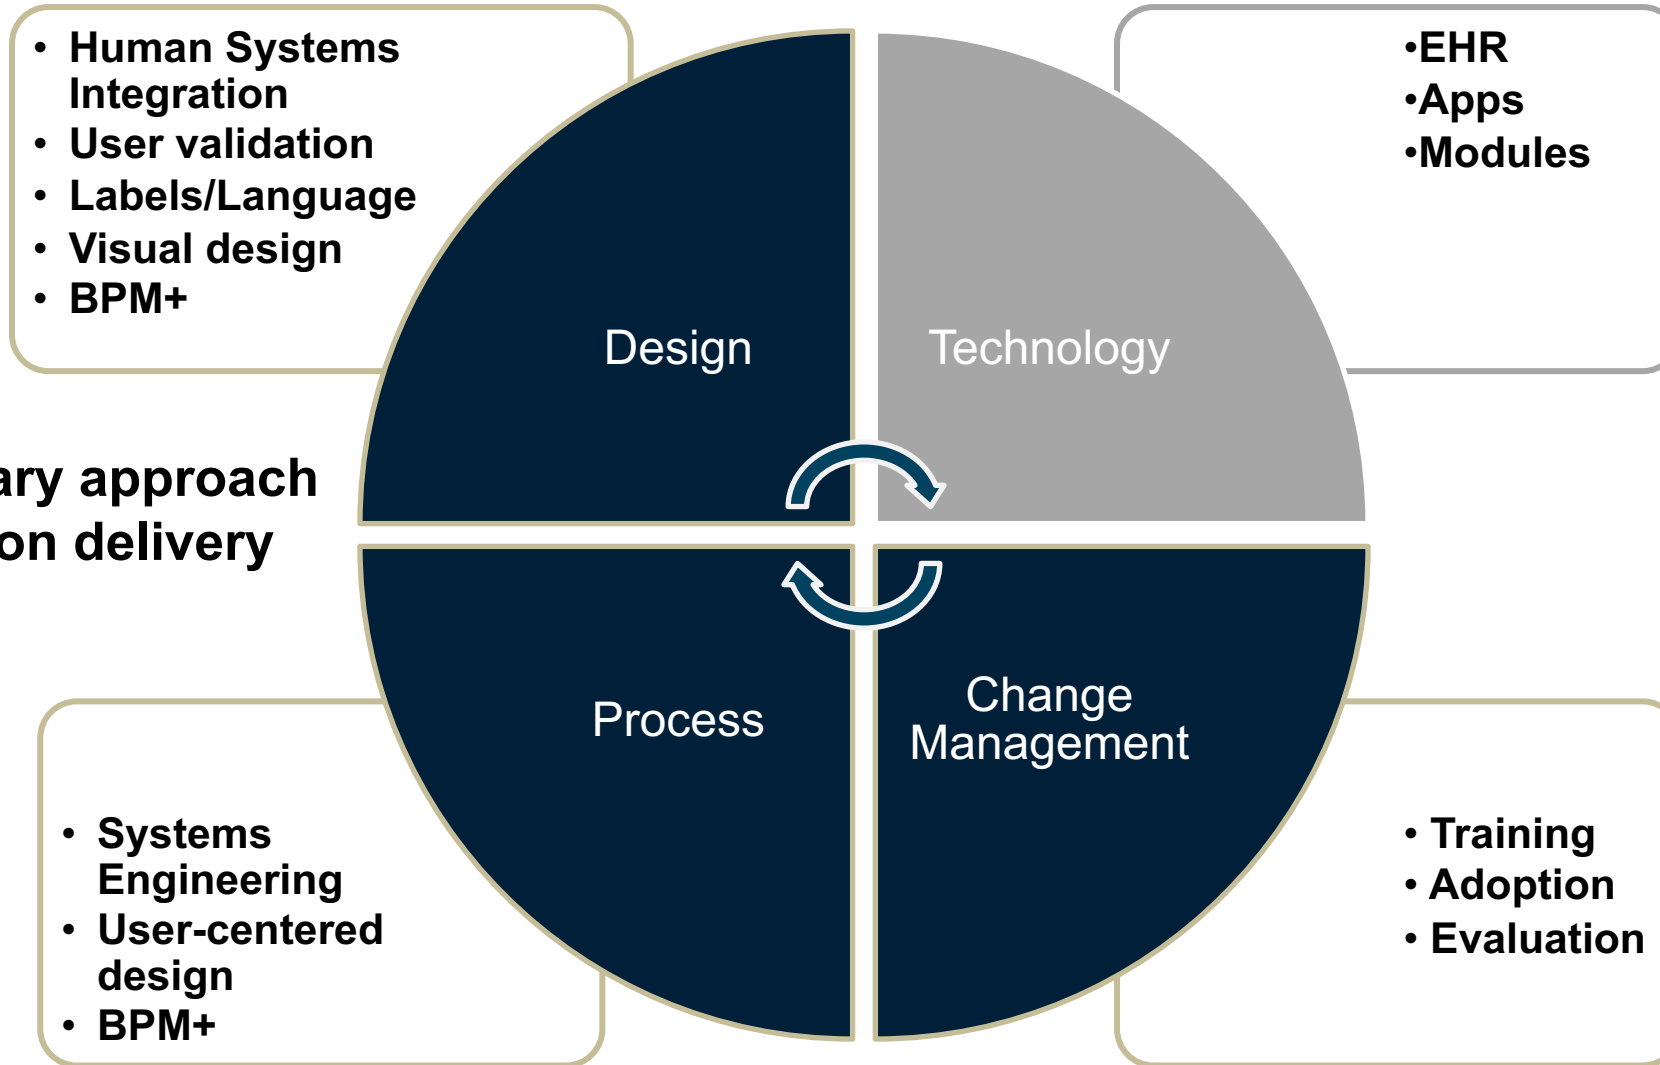 • Human Systems
Integration
• User validation
• Labels/Language
• Visual design
• BPM+
•EHR
•Apps
•Modules
Design
Technology
ary approach
on delivery
Process
Change
Management
• Systems
Engineering
• User-centered
design
• BPM+
• Training
• Adoption
• Evaluation